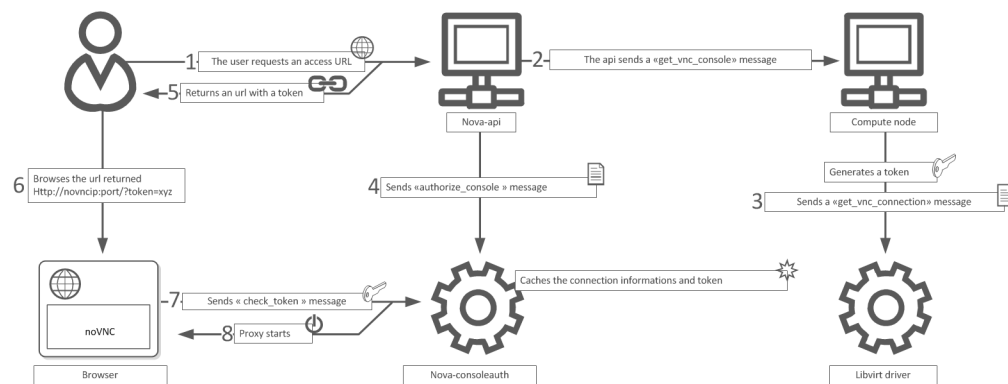 1 The user requests an access URL
2 The api sends a «get_vnc_console» message
5 Returns an url with a token
Nova-api
Compute node
6 Browses the url returned
Http://novncip:port/?token=xyz
4 Sends «authorize_console » message
Generates a token
3 Sends a «get_vnc_connection» message
Caches the connection informations and token
7 Sends « check_token » message
noVNC
8 Proxy starts
Browser
Nova-consoleauth
Libvirt driver